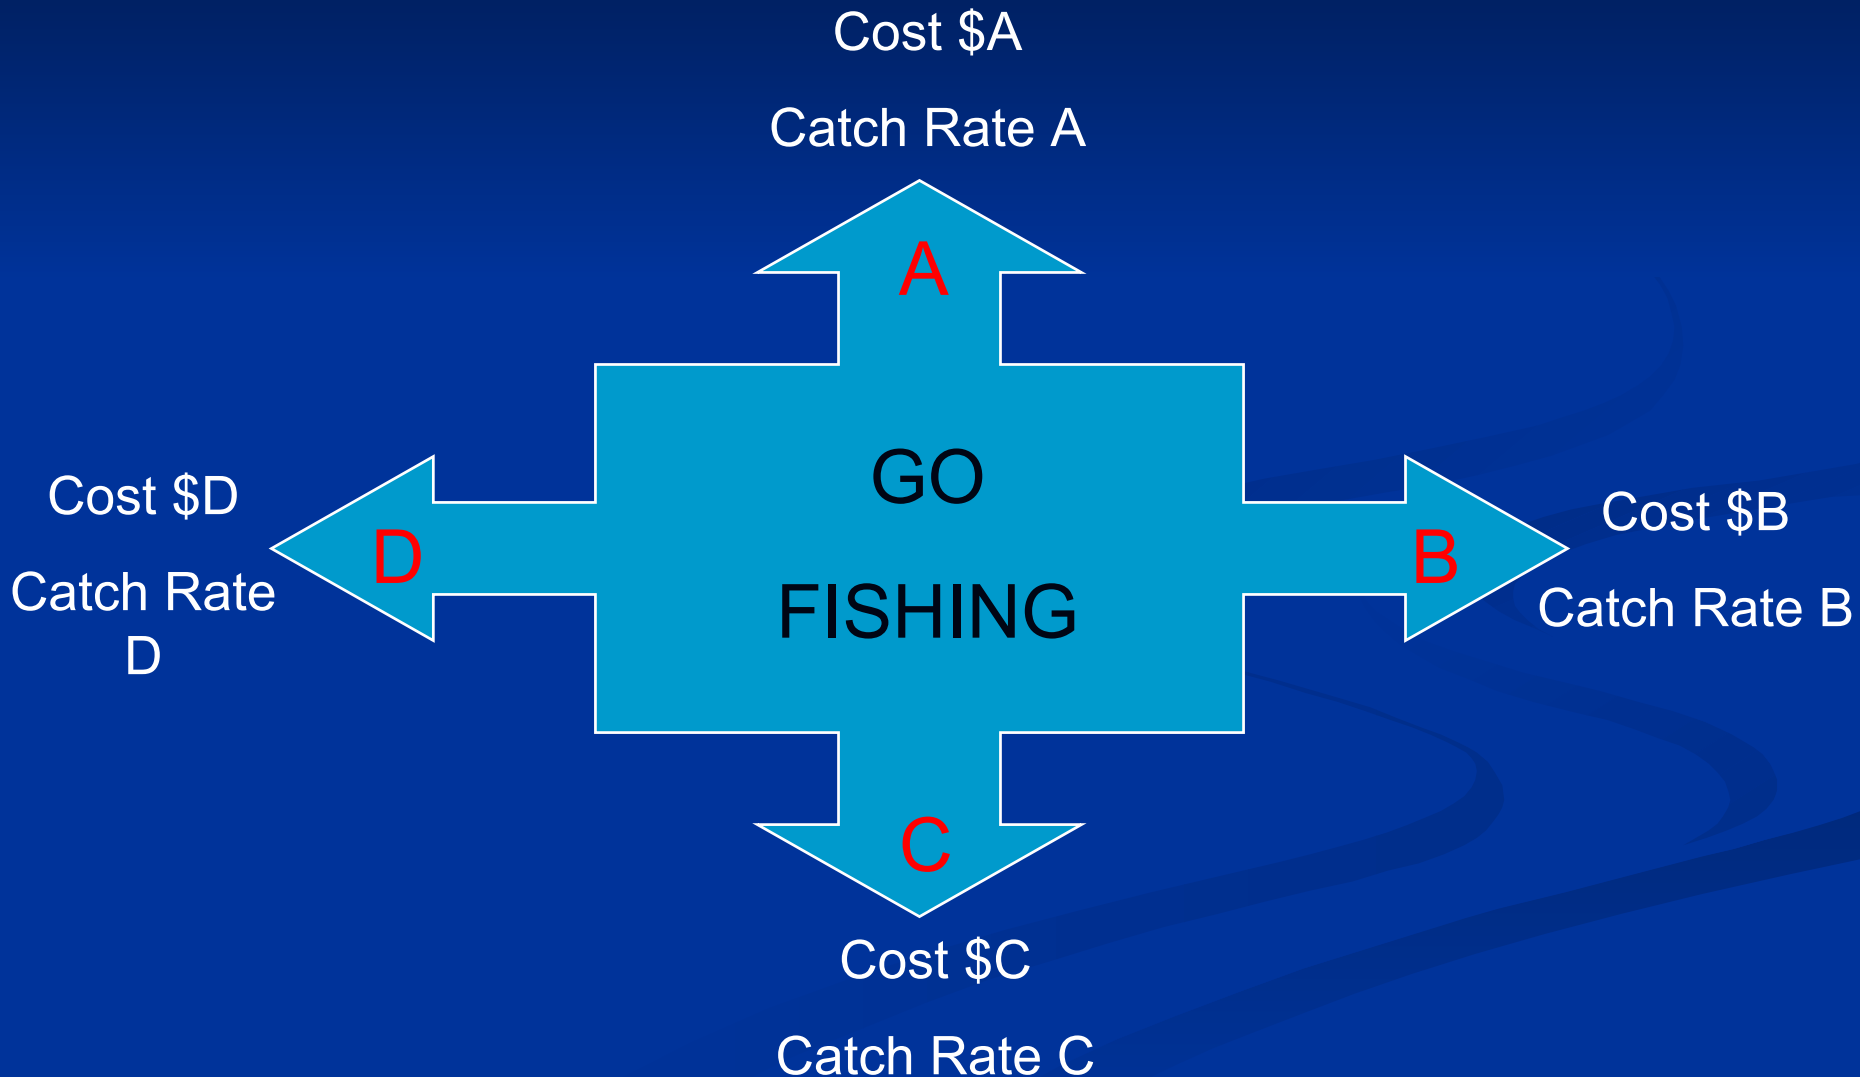 Cost $A
Catch Rate A
A
GO
FISHING
Cost $D
Catch Rate
D
D
B
Cost $B
Catch Rate B
C
Cost $C
Catch Rate C